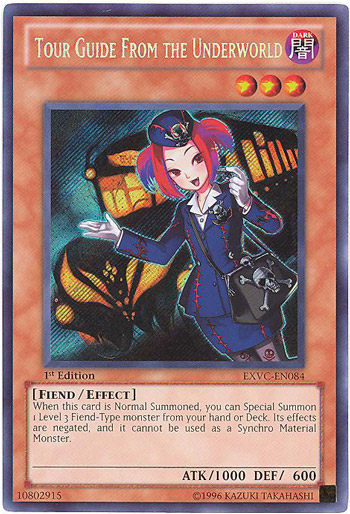 TOUR GUIDE FROM THE UNDERWORLD
DARK
闇
1st Edition
EXVC-EN084
[FIEND / EFFECT]
When this card is Normal Summoned, you can Special Summon
1 Level 3 Fiend-Type monster from your hand or Deck. Its effects
are negated, and it cannot be used as a Synchro Material
Monster.
ATK/1000 DEF/ 600
10802915
©1996 KAZUKI TAKAHASHI